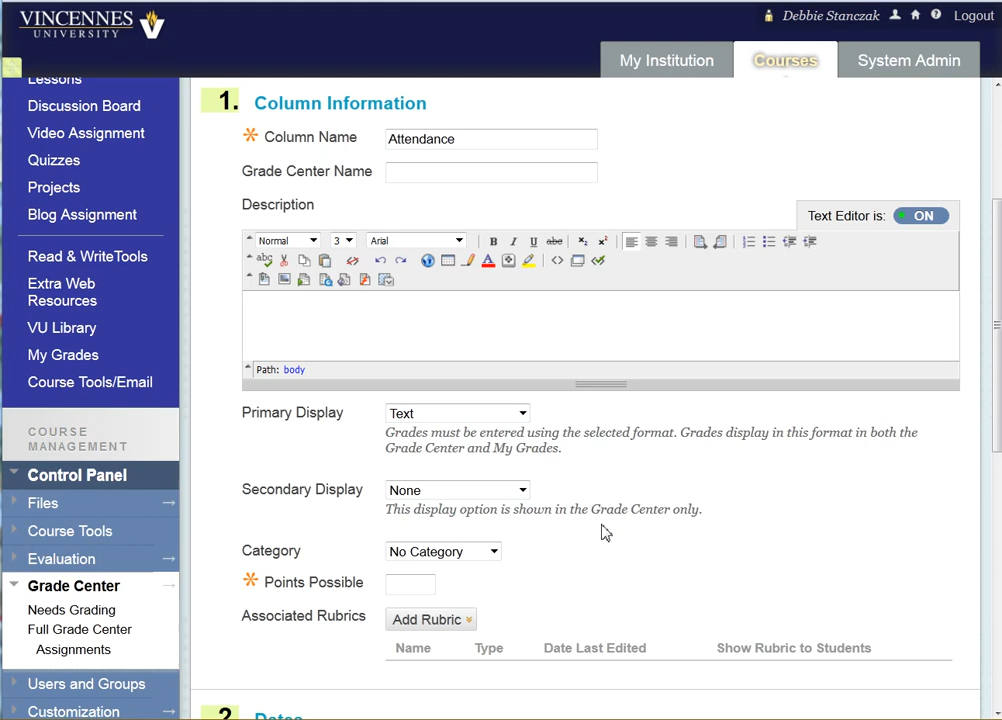 VINCENNES
UNIVERSITY
Debbie Stanczak
Logout
My Institution
Courses
System Admin
Lessons
Discussion Board
Video Assignment
Quizzes
Projects
Blog Assignment
Read & WriteTools
Extra Web
Resources
VU Library
My Grades
Course Tools/Email
COURSE
MANAGEMENT
Control Panel
Files
Course Tools
Evaluation
Grade Center
Needs Grading
Full Grade Center
Assignments
Users and Groups
Customization
1. Column Information
Column Name Attendance
Grade Center Name
Description
Text Editor is: ON
Normal 3 Arial B I U abc
Path: body
Primary Display Text
Grades must be entered using the selected format. Grades display in this format in both the
Grade Center and My Grades.
Secondary Display None
This display option is shown in the Grade Center only.
Category No Category
Points Possible
Associated Rubrics Add Rubric
Name Type Date Last Edited Show Rubric to Students
2. Dates